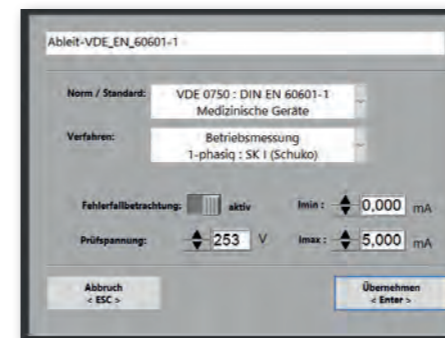 Ableit-VDE_EN_60601-1
Norm / Standard: VDE 0750 : DIN EN 60601-1
Medizinische Geräte
Verfahren: Betriebsmessung
1-phasig : SK I (Schuko)
Fehlerfallbetrachtung: aktiv Imin : 0,000 mA
Prüfspannung: 253 V Imax : 5,000 mA
Abbruch
< ESC >
Übernehmen
< Enter >